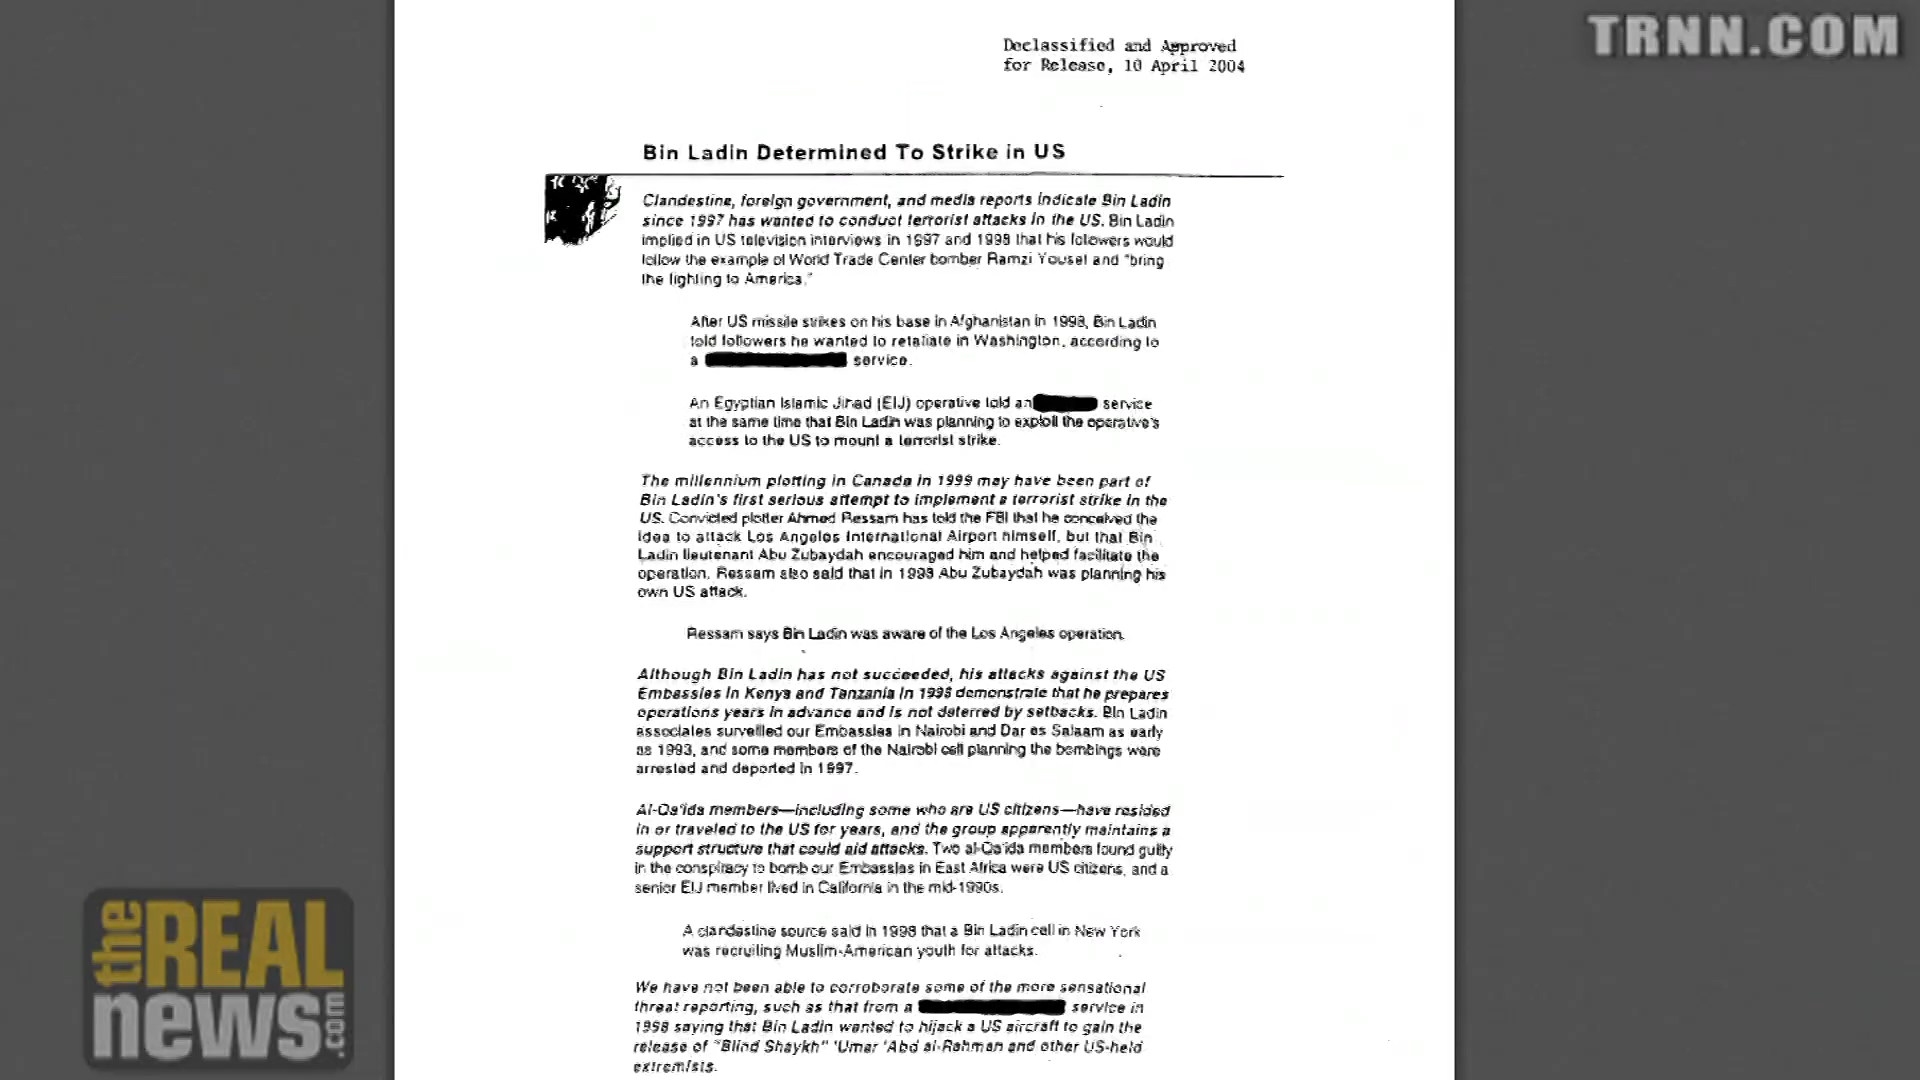 TRNN.COM
Declassified and Approved
for Release, 10 April 2004
Bin Ladin Determined To Strike in US
Clandestine, foreign government, and media reports indicate Bin Ladin
since 1997 has wanted to conduct terrorist attacks in the US. Bin Ladin
implied in US television interviews in 1997 and 1998 that his followers would
follow the example of World Trade Center bomber Ramzi Yousef and "bring
the fighting to America."
After US missile strikes on his base in Afghanistan in 1998, Bin Ladin
told followers he wanted to retaliate in Washington, according to
a service.
An Egyptian Islamic Jihad (EIJ) operative told an service
at the same time that Bin Ladin was planning to exploit the operative's
access to the US to mount a terrorist strike.
The millennium plotting in Canada in 1999 may have been part of
Bin Ladin's first serious attempt to implement a terrorist strike in the
US. Convicted plotter Ahmed Ressam has told the FBI that he conceived the
idea to attack Los Angeles International Airport himself, but that Bin
Ladin lieutenant Abu Zubaydah encouraged him and helped facilitate the
operation. Ressam also said that in 1998 Abu Zubaydah was planning his
own US attack.
Ressam says Bin Ladin was aware of the Los Angeles operation.
Although Bin Ladin has not succeeded, his attacks against the US
Embassies in Kenya and Tanzania in 1998 demonstrate that he prepares
operations years in advance and is not deterred by setbacks. Bin Ladin
associates surveilled our Embassies in Nairobi and Dar es Salaam as early
as 1993, and some members of the Nairobi cell planning the bombings were
arrested and deported in 1997.
Al-Qa'ida members—including some who are US citizens—have resided
in or traveled to the US for years, and the group apparently maintains a
support structure that could aid attacks. Two al-Qa'ida members found guilty
in the conspiracy to bomb our Embassies in East Africa were US citizens, and a
senior EIJ member lived in California in the mid-1990s.
A clandestine source said in 1998 that a Bin Ladin cell in New York
was recruiting Muslim-American youth for attacks.
We have not been able to corroborate some of the more sensational
threat reporting, such as that from a service in
1998 saying that Bin Ladin wanted to hijack a US aircraft to gain the
release of "Blind Shaykh" 'Umar 'Abd al-Rahman and other US-held
extremists.
the REAL
news.com